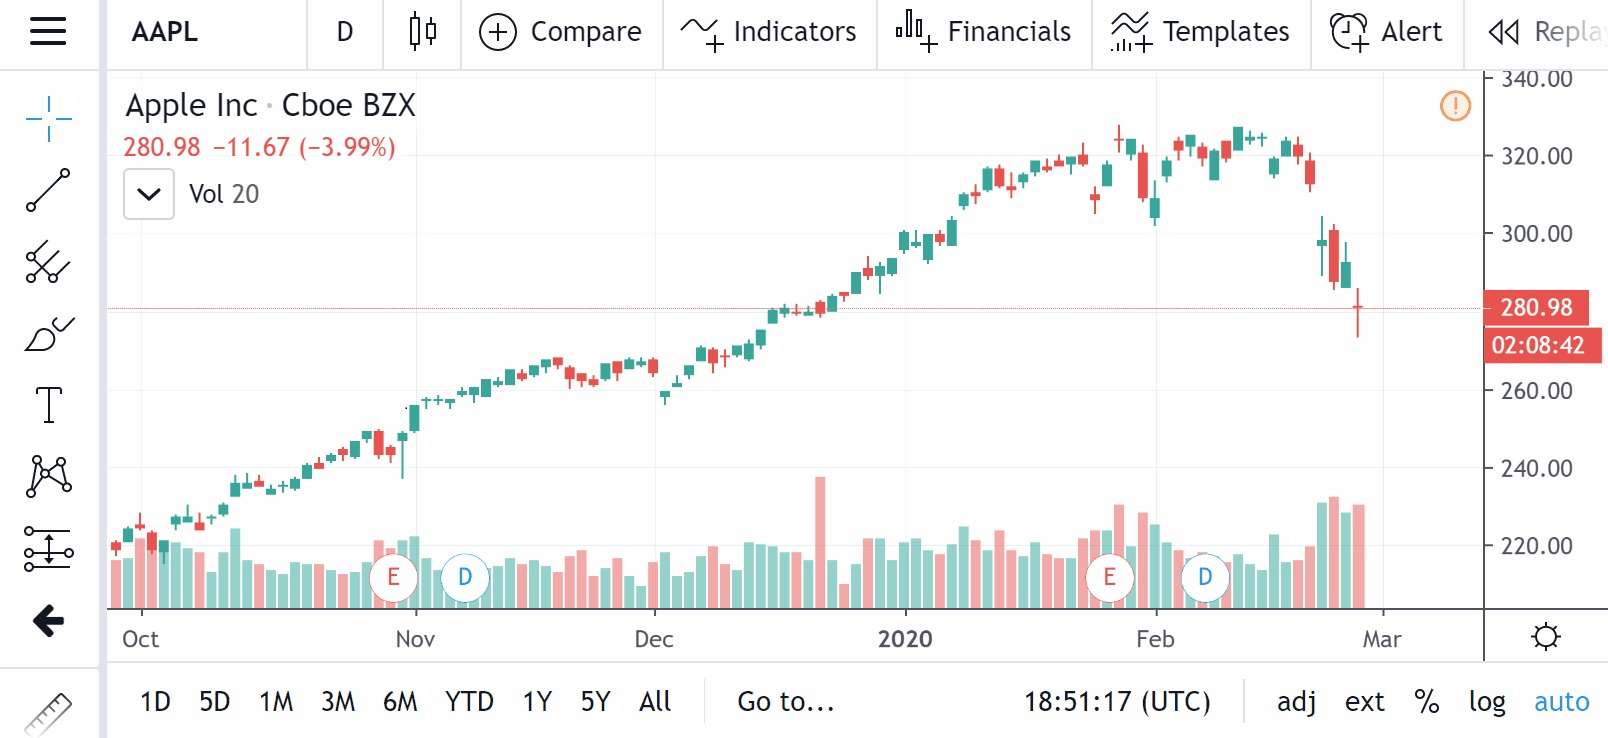 AAPL D Compare Indicators Financials Templates Alert Replay
Apple Inc · Cboe BZX
280.98 −11.67 (−3.99%)
Vol 20
340.00
320.00
300.00
280.98
02:08:42
260.00
240.00
220.00
E D E D
Oct Nov Dec 2020 Feb Mar
1D 5D 1M 3M 6M YTD 1Y 5Y All Go to... 18:51:17 (UTC) adj ext % log auto